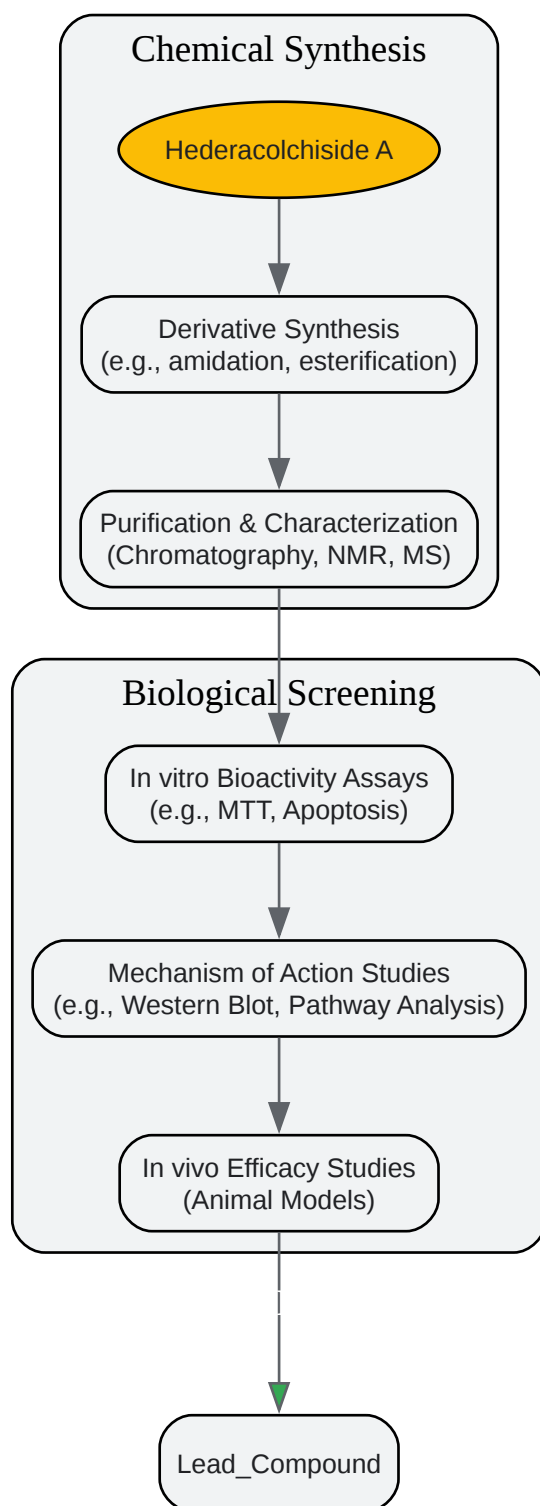 Chemical Synthesis
Hederacolchiside A
Derivative Synthesis
(e.g., amidation, esterification)
Purification & Characterization
(Chromatography, NMR, MS)
Biological Screening
In vitro Bioactivity Assays
(e.g., MTT, Apoptosis)
Mechanism of Action Studies
(e.g., Western Blot, Pathway Analysis)
In vivo Efficacy Studies
(Animal Models)
Lead_Compound